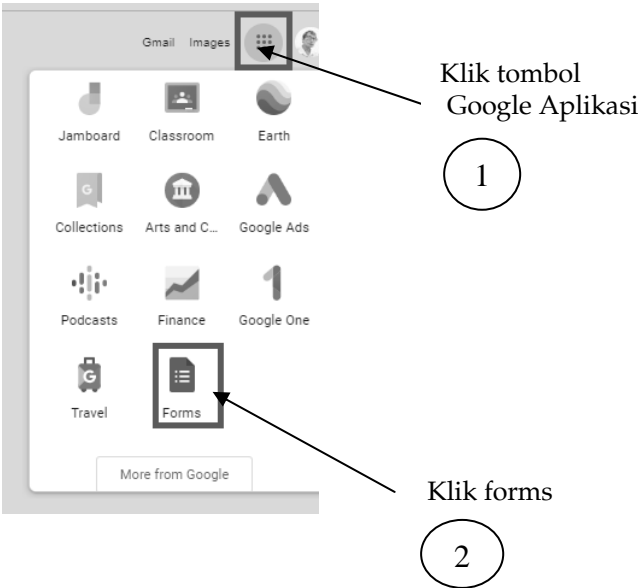 Gmail Images
Klik tombol
Google Aplikasi
1
Jamboard Classroom Earth
G
Collections Arts and C... Google Ads
Podcasts Finance Google One
G
Travel Forms
More from Google
Klik forms
2